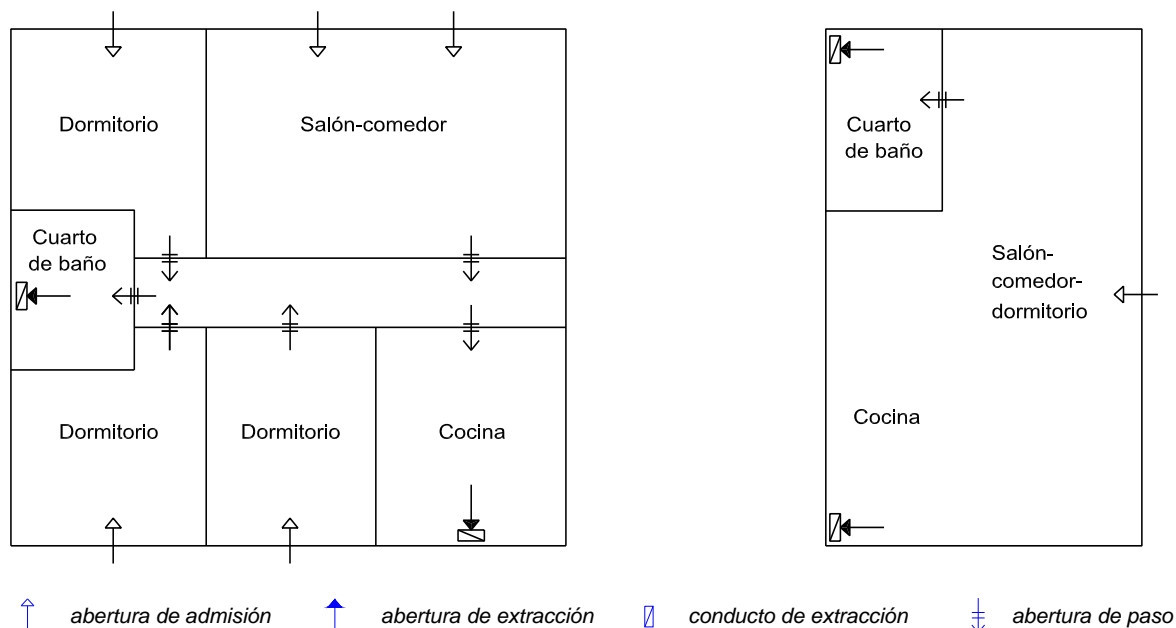 Dormitorio
Salón-comedor
Cuarto
de baño
Dormitorio
Dormitorio
Cocina
Cuarto
de baño
Salón-
comedor-
dormitorio
Cocina
abertura de admisión
abertura de extracción
conducto de extracción
abertura de paso